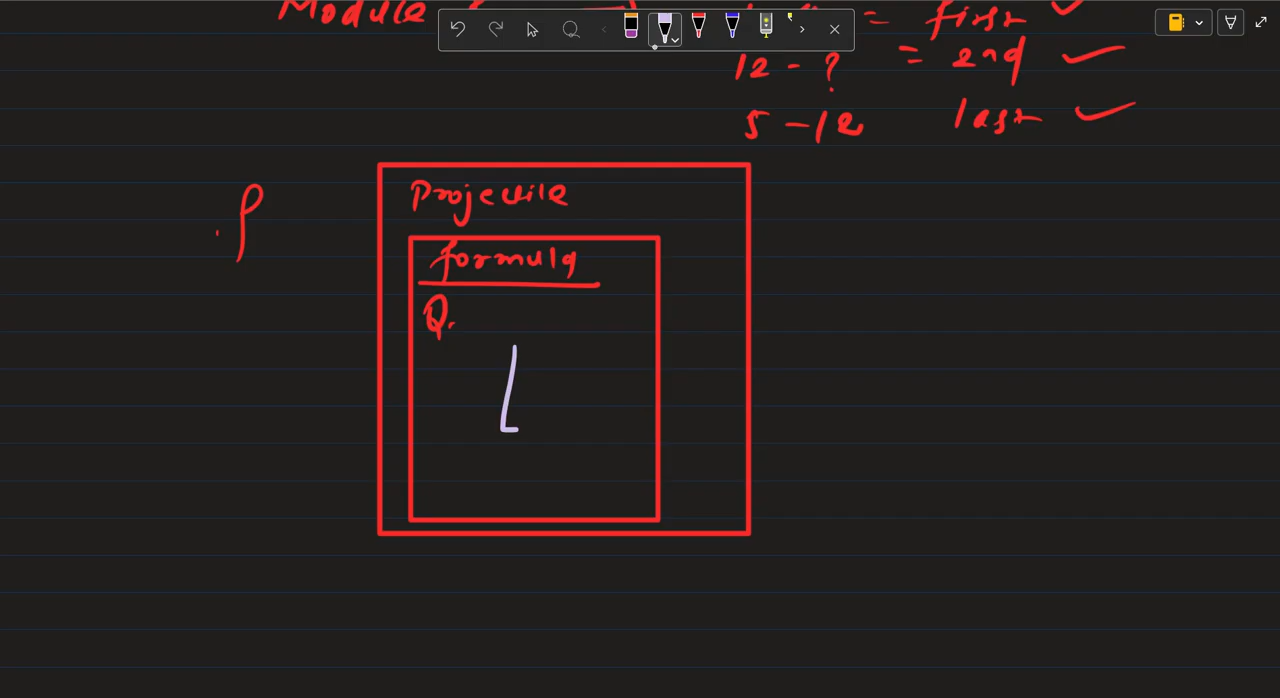 Module
= first
12 - ? = 2nd
5 - 12 last
P
Projectile
formula
Q.